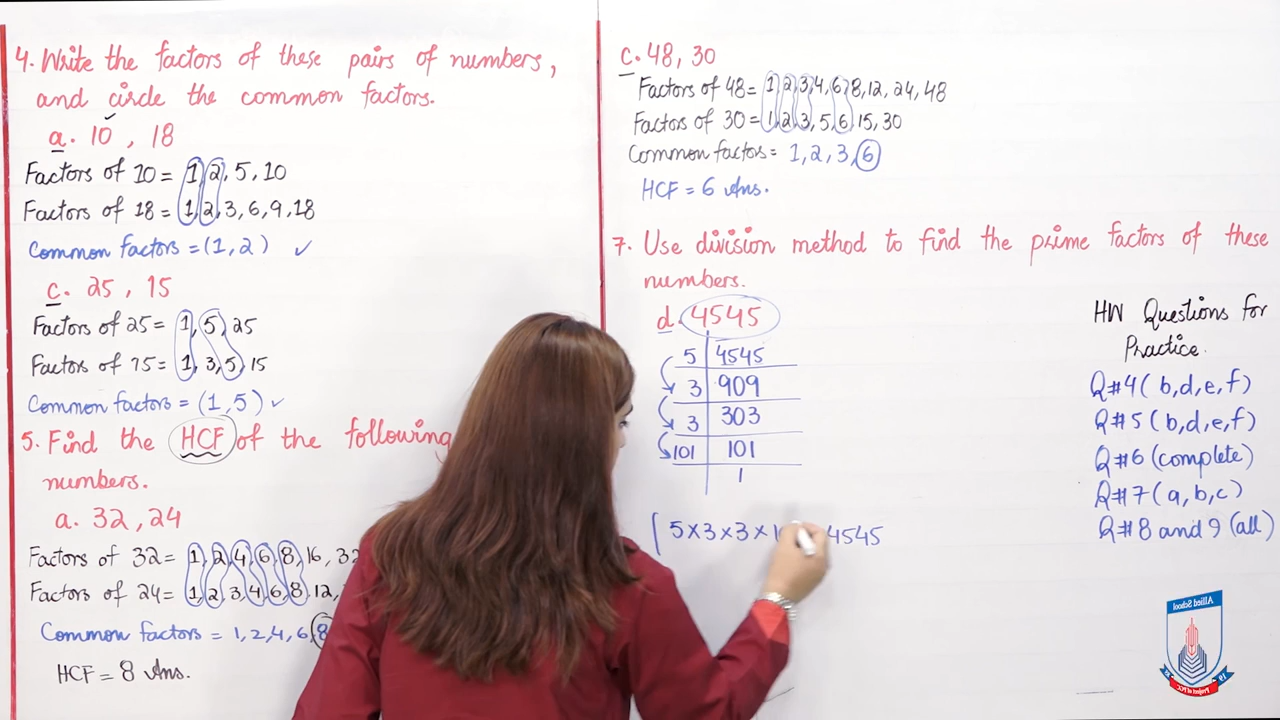 4. Write the factors of these pairs of numbers,
and circle the common factors.
a. 10, 18
Factors of 10 = 1, 2, 5, 10
Factors of 18 = 1, 2, 3, 6, 9, 18
Common factors = (1, 2) ✓
c. 25, 15
Factors of 25 = 1, 5, 25
Factors of 15 = 1, 3, 5, 15
Common factors = (1, 5) ✓
5. Find the HCF of the following
numbers.
a. 32, 24
Factors of 32 = 1, 2, 4, 6, 8, 16, 32
Factors of 24 = 1, 2, 3, 4, 6, 8, 12,
Common factors = 1, 2, 4, 6, 8
HCF = 8 Ans.
c. 48, 30
Factors of 48 = 1, 2, 3, 4, 6, 8, 12, 24, 48
Factors of 30 = 1, 2, 3, 5, 6, 15, 30
Common factors = 1, 2, 3, 6
HCF = 6 Ans.
7. Use division method to find the prime factors of these
numbers.
d. 4545
5 | 4545
3 | 909
3 | 303
101 | 101
1
5 × 3 × 3 × 4545
HW Questions for
Practice.
Q#4 (b, d, e, f)
Q#5 (b, d, e, f)
Q#6 (complete)
Q#7 (a, b, c)
Q#8 and 9 (all)
Allied School
Project of PGC